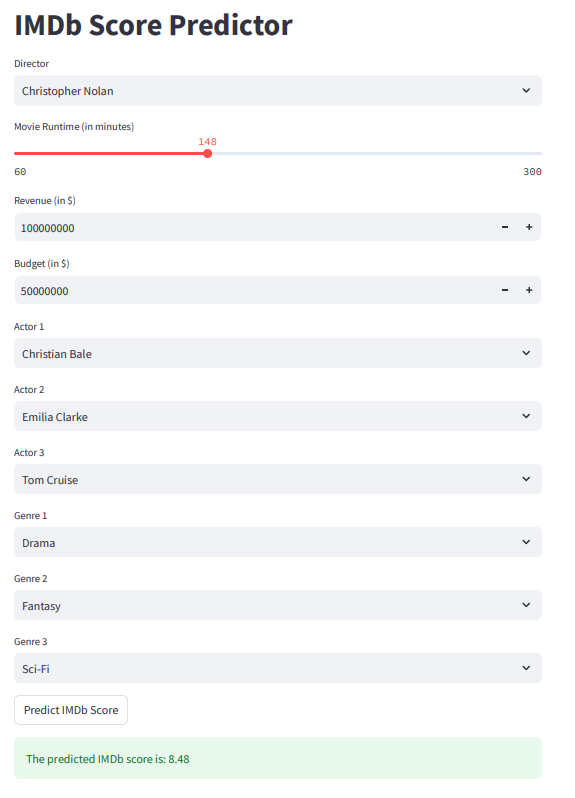 IMDb Score Predictor
Director
Christopher Nolan
Movie Runtime (in minutes)
148
60 300
Revenue (in $)
100000000 − +
Budget (in $)
50000000 − +
Actor 1
Christian Bale
Actor 2
Emilia Clarke
Actor 3
Tom Cruise
Genre 1
Drama
Genre 2
Fantasy
Genre 3
Sci-Fi
Predict IMDb Score
The predicted IMDb score is: 8.48